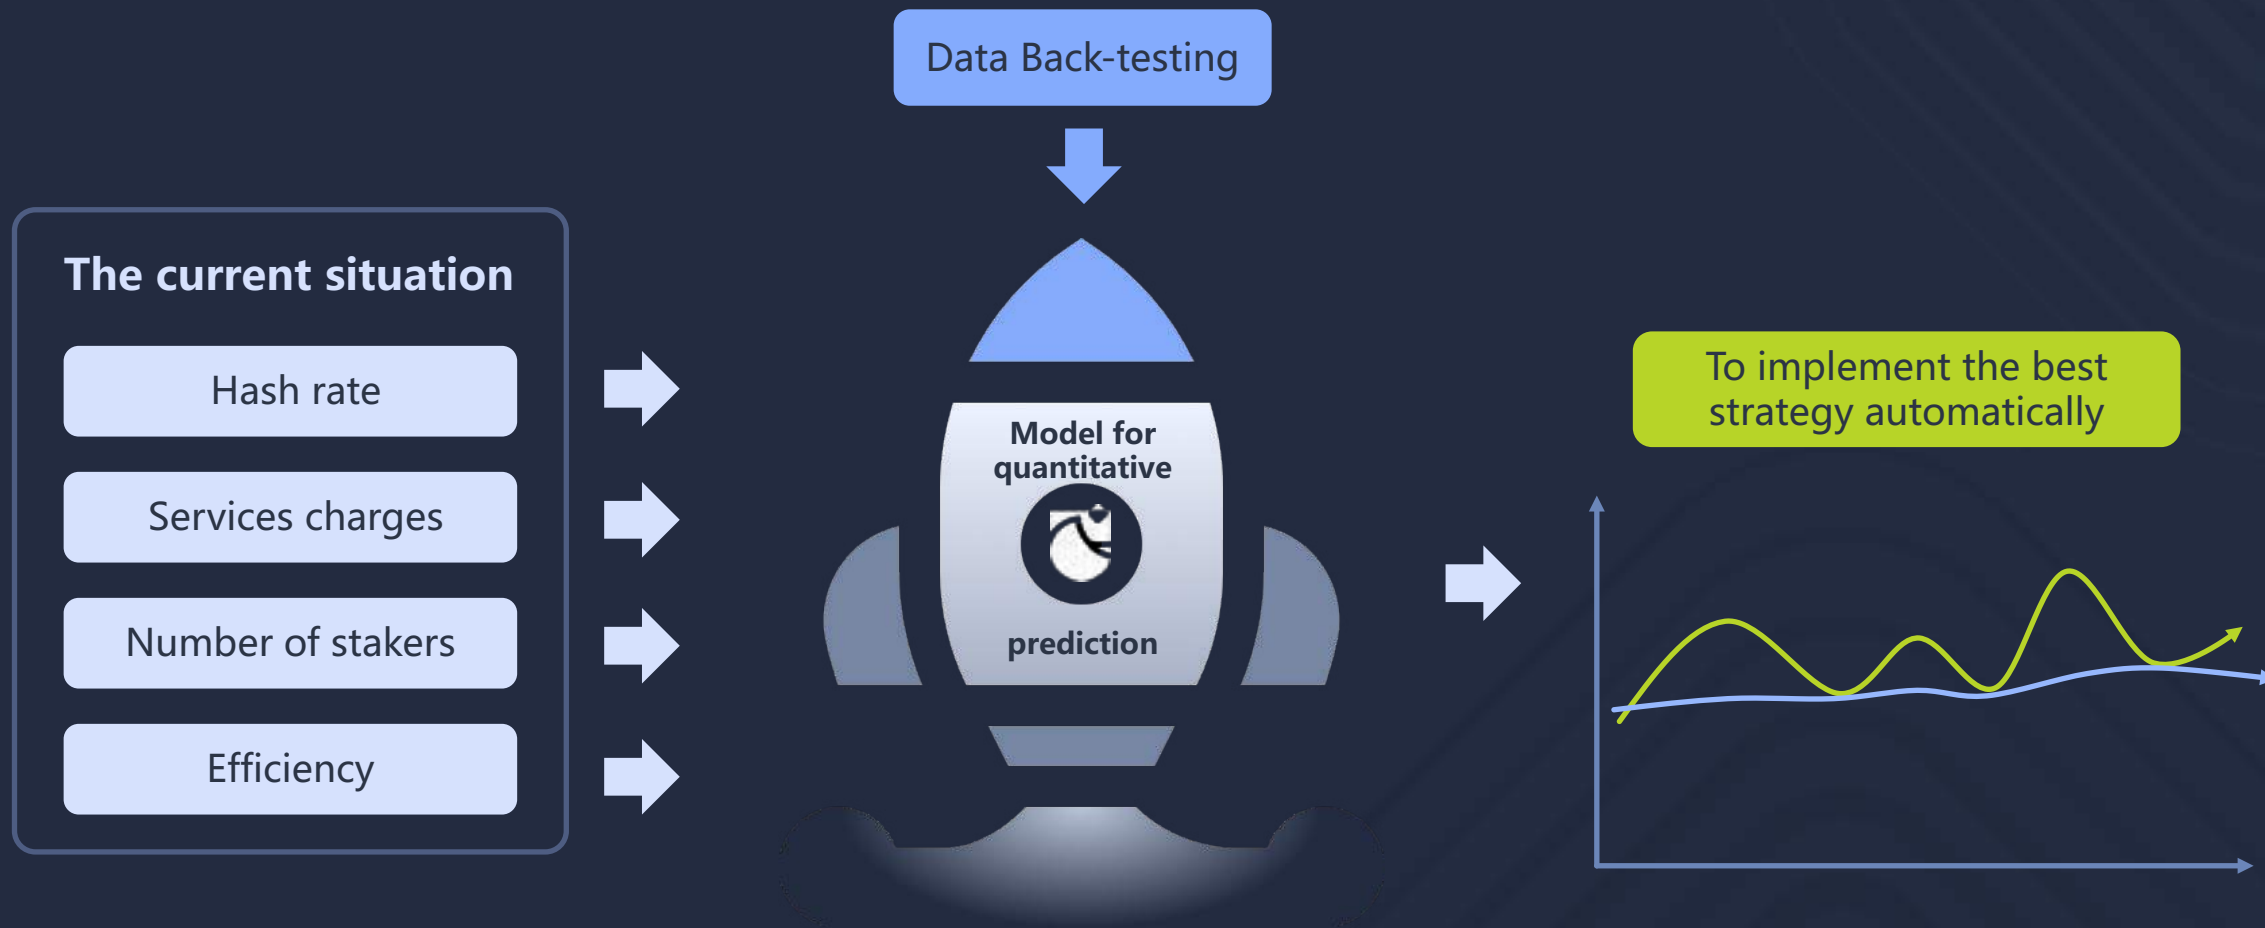 Data Back-testing
The current situation
Hash rate
Services charges
Number of stakers
Efficiency
Model for
quantitative
prediction
To implement the best
strategy automatically